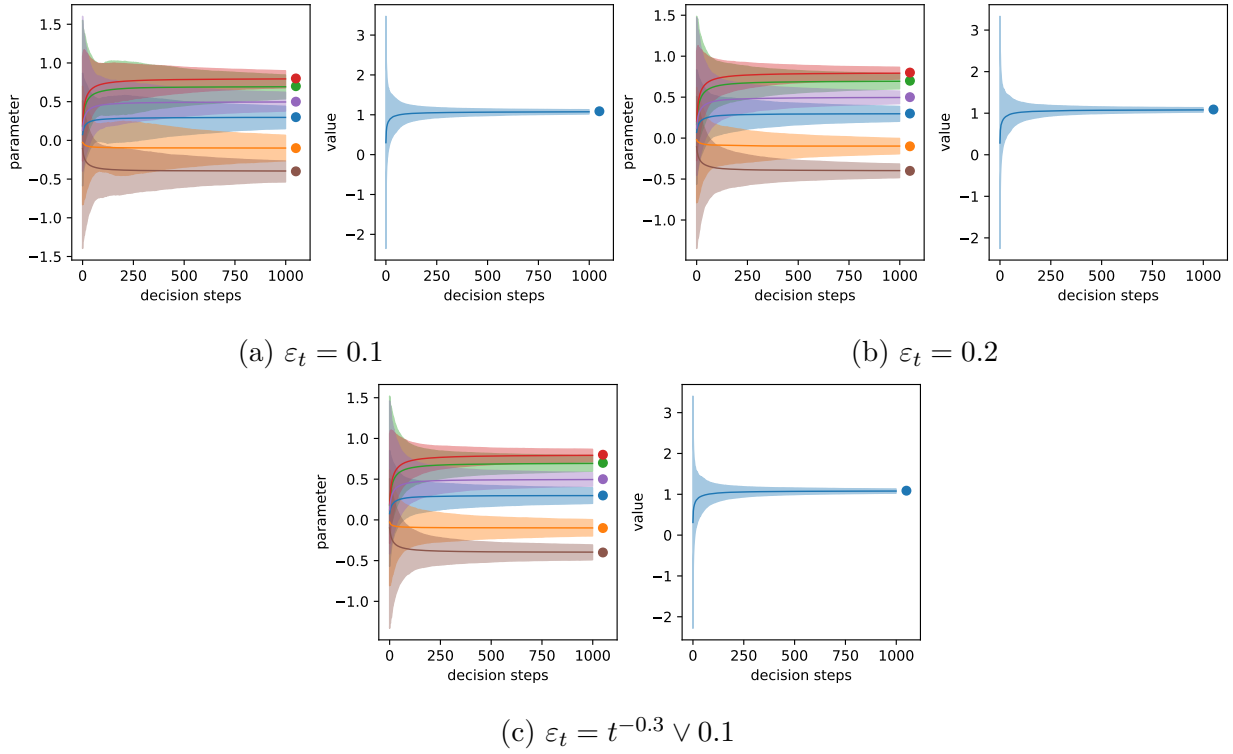 1.5
1.0
0.5
0.0
−0.5
−1.0
−1.5
parameter
0 250 500 750 1000
decision steps
3
2
1
0
−1
−2
value
0 250 500 750 1000
decision steps
(a) εₜ = 0.1
1.5
1.0
0.5
0.0
−0.5
−1.0
parameter
0 250 500 750 1000
decision steps
3
2
1
0
−1
−2
value
0 250 500 750 1000
decision steps
(b) εₜ = 0.2
1.5
1.0
0.5
0.0
−0.5
−1.0
parameter
0 250 500 750 1000
decision steps
3
2
1
0
−1
−2
value
0 250 500 750 1000
decision steps
(c) εₜ = t⁻⁰·³ ∨ 0.1